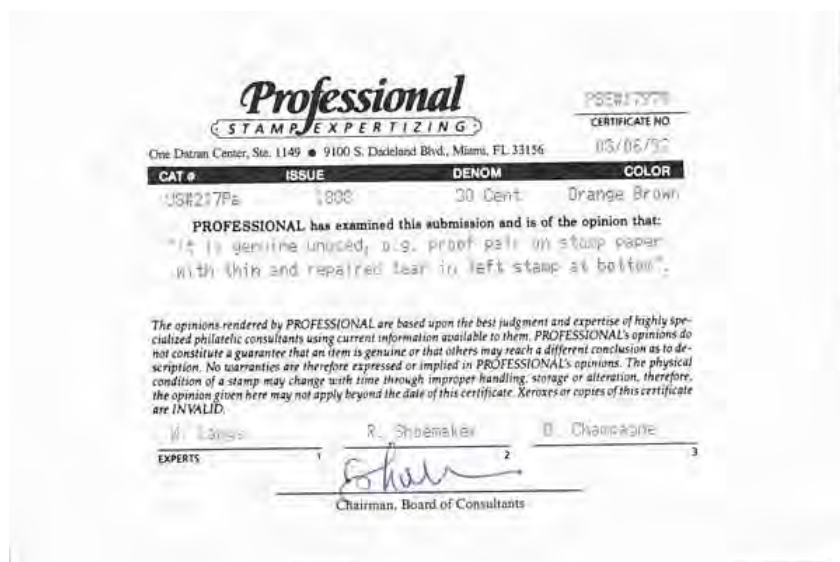 Professional
STAMP EXPERTIZING
CERTIFICATE NO
One Datran Center, Ste. 1149 ● 9100 S. Dadeland Blvd., Miami, FL 33156
CAT # ISSUE DENOM COLOR
30 Cent Orange Brown
PROFESSIONAL has examined this submission and is of the opinion that:
"It is genuine unused, o.g. proof pair on stamp paper
with thin and repaired tear in left stamp at bottom".
The opinions rendered by PROFESSIONAL are based upon the best judgment and expertise of highly spe-
cialized philatelic consultants using current information available to them. PROFESSIONAL's opinions do
not constitute a guarantee that an item is genuine or that others may reach a different conclusion as to de-
scription. No warranties are therefore expressed or implied in PROFESSIONAL's opinions. The physical
condition of a stamp may change with time through improper handling, storage or alteration, therefore,
the opinion given here may not apply beyond the date of this certificate. Xeroxes or copies of this certificate
are INVALID.
W. R. Shoemaker Champagne
EXPERTS 1 2 3
Chairman, Board of Consultants